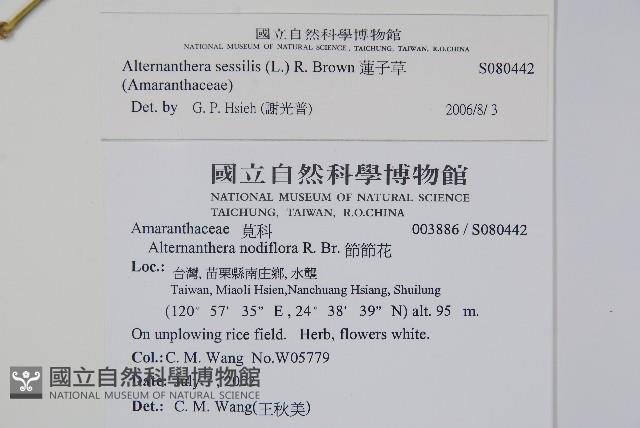 國立自然科學博物館
NATIONAL MUSEUM OF NATURAL SCIENCE, TAICHUNG, TAIWAN, R.O.CHINA
Alternanthera sessilis (L.) R. Brown 蓮子草 S080442
(Amaranthaceae)
Det. by G. P. Hsieh (謝光普) 2006/8/3
國立自然科學博物館
NATIONAL MUSEUM OF NATURAL SCIENCE
TAICHUNG, TAIWAN, R.O.CHINA
Amaranthaceae 莧科 003886 / S080442
Alternanthera nodiflora R. Br. 節節花
Loc.: 台灣, 苗栗縣南庄鄉, 水壟
Taiwan, Miaoli Hsien,Nanchuang Hsiang, Shuilung
(120° 57' 35" E , 24° 38' 39" N) alt. 95 m.
On unplowing rice field. Herb, flowers white.
Col.: C. M. Wang No.W05779
Date: July
Det.: C. M. Wang(王秋美)
國立自然科學博物館
NATIONAL MUSEUM OF NATURAL SCIENCE